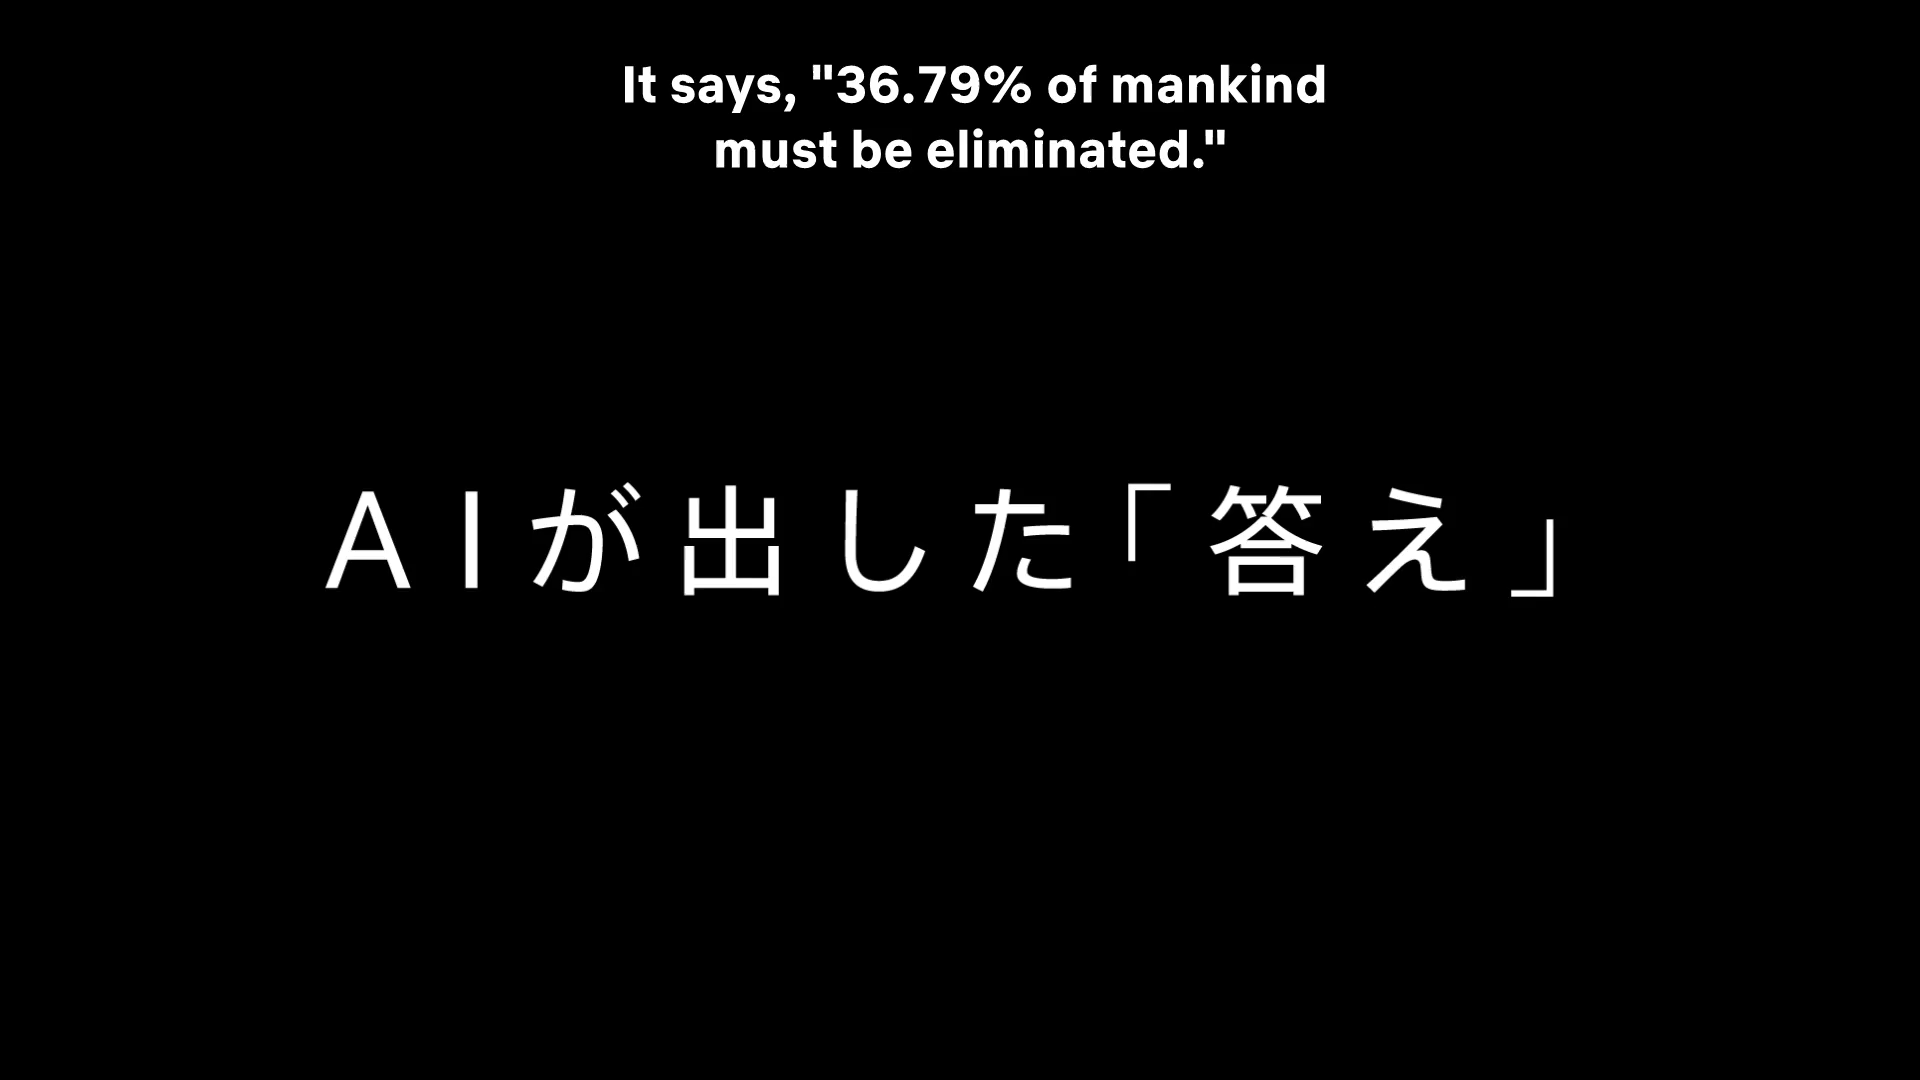 It says, "36.79% of mankind
must be eliminated."
AIが出した「答え」